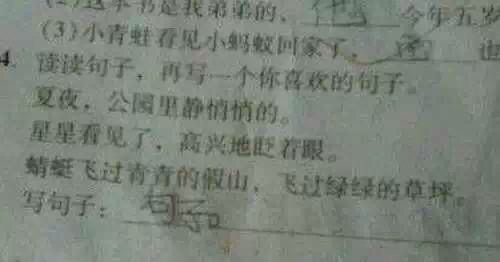 (2)这本书是我弟弟的,他今年五岁
(3)小青蛙看见小蚂蚁回家了,
4. 读读句子,再写一个你喜欢的句子。
夏夜,公园里静悄悄的。
星星看见了,高兴地眨着眼。
蜻蜓飞过青青的假山,飞过绿绿的草坪。
写句子:句子